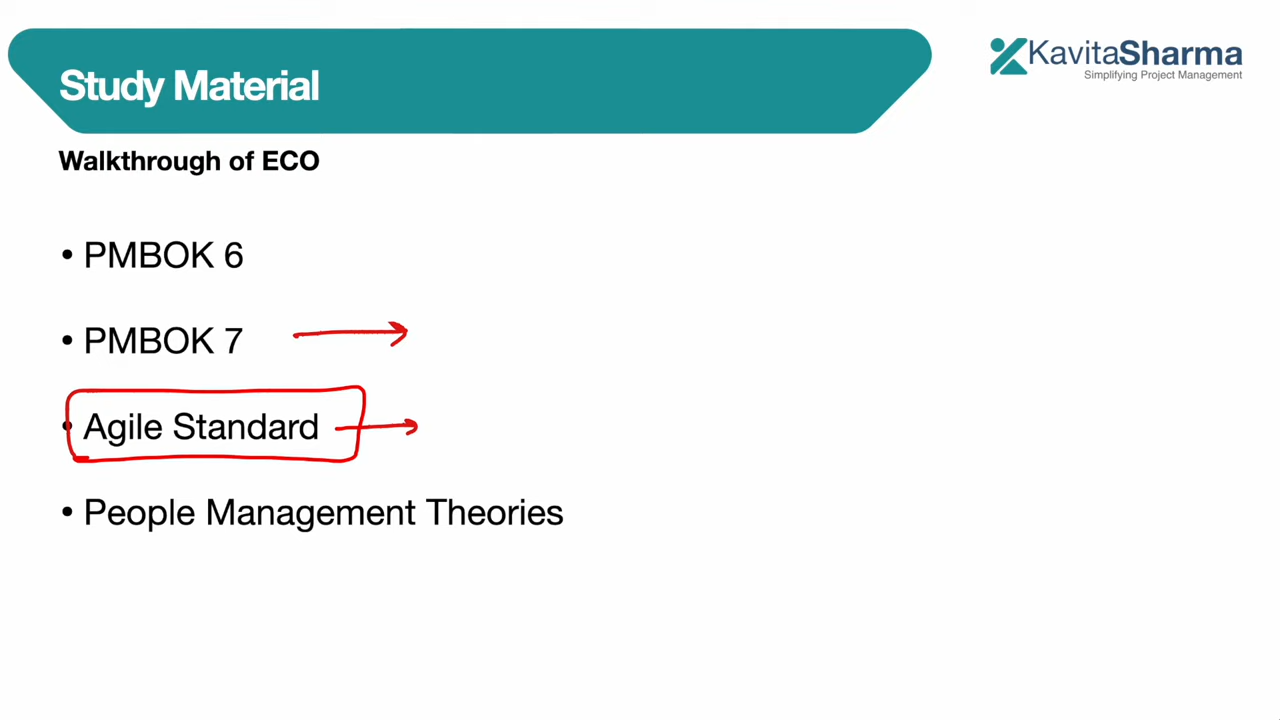 Study Material
KavitaSharma
Simplifying Project Management
Walkthrough of ECO
• PMBOK 6
• PMBOK 7
• Agile Standard
• People Management Theories